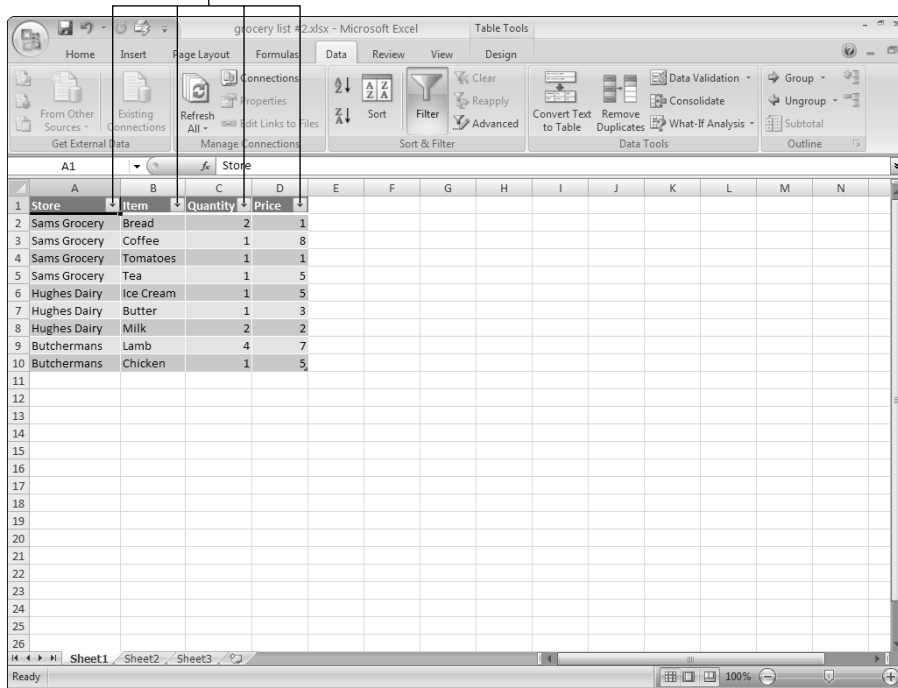 grocery list #2.xlsx - Microsoft Excel Table Tools
Home Insert Page Layout Formulas Data Review View Design
From Other Sources
Existing Connections
Get External Data
Refresh All
Connections
Properties
Edit Links to Files
Manage Connections
Sort
Filter
Clear
Reapply
Advanced
Sort & Filter
Convert Text to Table
Remove Duplicates
Data Validation
Consolidate
What-If Analysis
Data Tools
Group
Ungroup
Subtotal
Outline
A1 fx Store
A B C D E F G H I J K L M N
1 Store Item Quantity Price
2 Sams Grocery Bread 2 1
3 Sams Grocery Coffee 1 8
4 Sams Grocery Tomatoes 1 1
5 Sams Grocery Tea 1 5
6 Hughes Dairy Ice Cream 1 5
7 Hughes Dairy Butter 1 3
8 Hughes Dairy Milk 2 2
9 Butchermans Lamb 4 7
10 Butchermans Chicken 1 5
11
12
13
14
15
16
17
18
19
20
21
22
23
24
25
26
Sheet1 Sheet2 Sheet3
Ready 100%